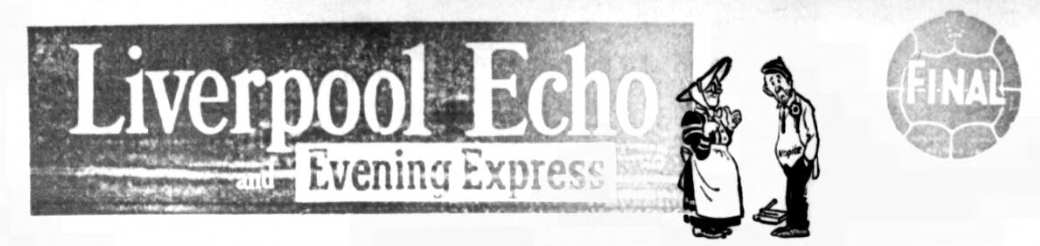 Liverpool Echo
and Evening Express
FINAL